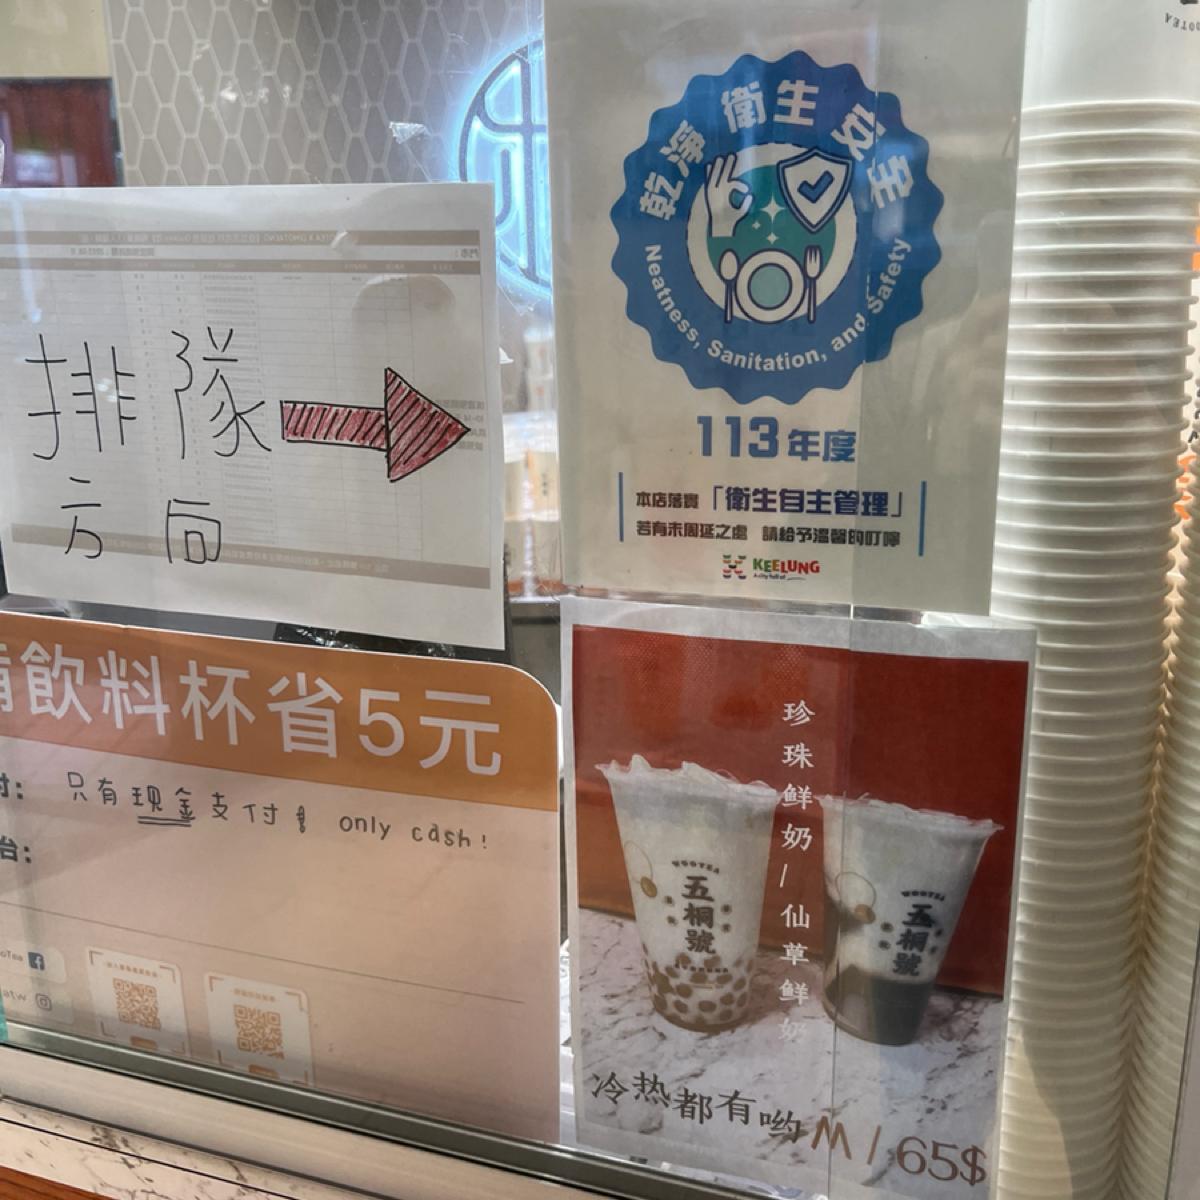 排隊
方向
乾淨 衛生 安全
Neatness, Sanitation, and Safety
113年度
本店落實「衛生自主管理」
若有未周延之處 請給予溫馨的叮嚀
KEELUNG
飲料杯省5元
付:
只有現金支付! only cash!
台:
珍珠鮮奶/仙草鮮奶
WOOTEA
五桐號
WOOTEA
五桐號
冷热都有哟 M/65$